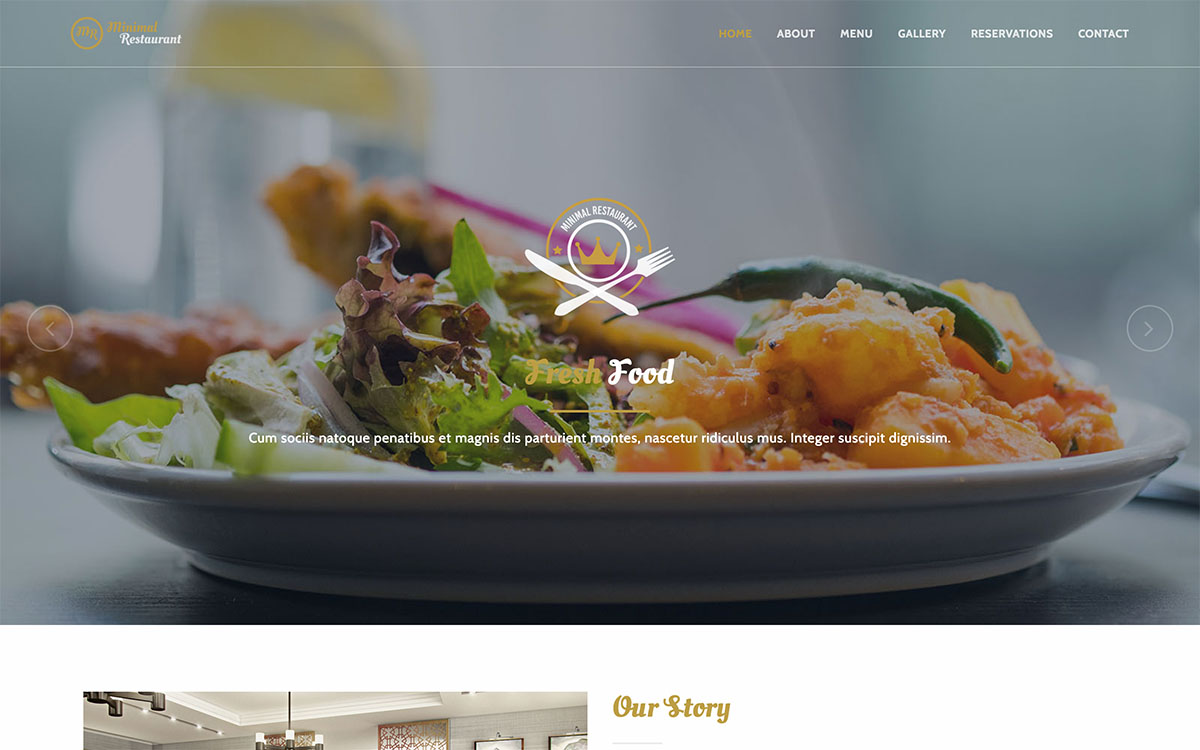 MR Minimal
Restaurant
HOME ABOUT MENU GALLERY RESERVATIONS CONTACT
MINIMAL RESTAURANT
Fresh Food
Cum sociis natoque penatibus et magnis dis parturient montes, nascetur ridiculus mus. Integer suscipit dignissim.
Our Story